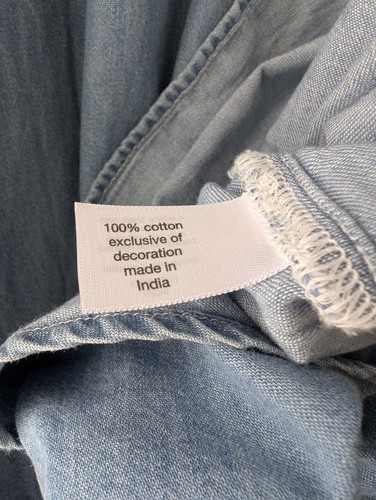 100% cotton
exclusive of
decoration
made in
India